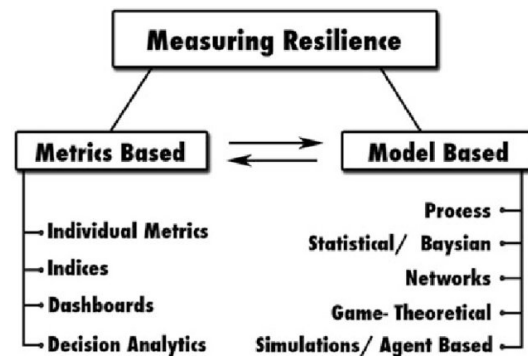 Measuring Resilience
Metrics Based
Model Based
Individual Metrics
Indices
Dashboards
Decision Analytics
Process
Statistical/ Baysian
Networks
Game- Theoretical
Simulations/ Agent Based